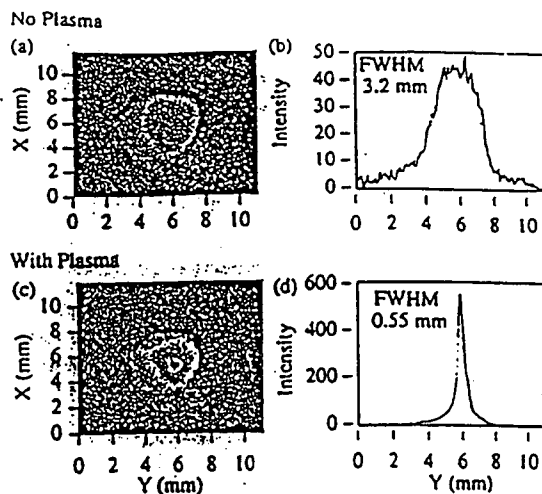 No Plasma
(a)
X (mm)
10
8
6
4
2
0
0 2 4 6 8 10
(b)
Intensity
50
40
30
20
10
0
FWHM
3.2 mm
0 2 4 6 8 10
With Plasma
(c)
X (mm)
10
8
6
4
2
0
0 2 4 6 8 10
Y (mm)
(d)
Intensity
600
400
200
0
FWHM
0.55 mm
0 2 4 6 8 10
Y (mm)